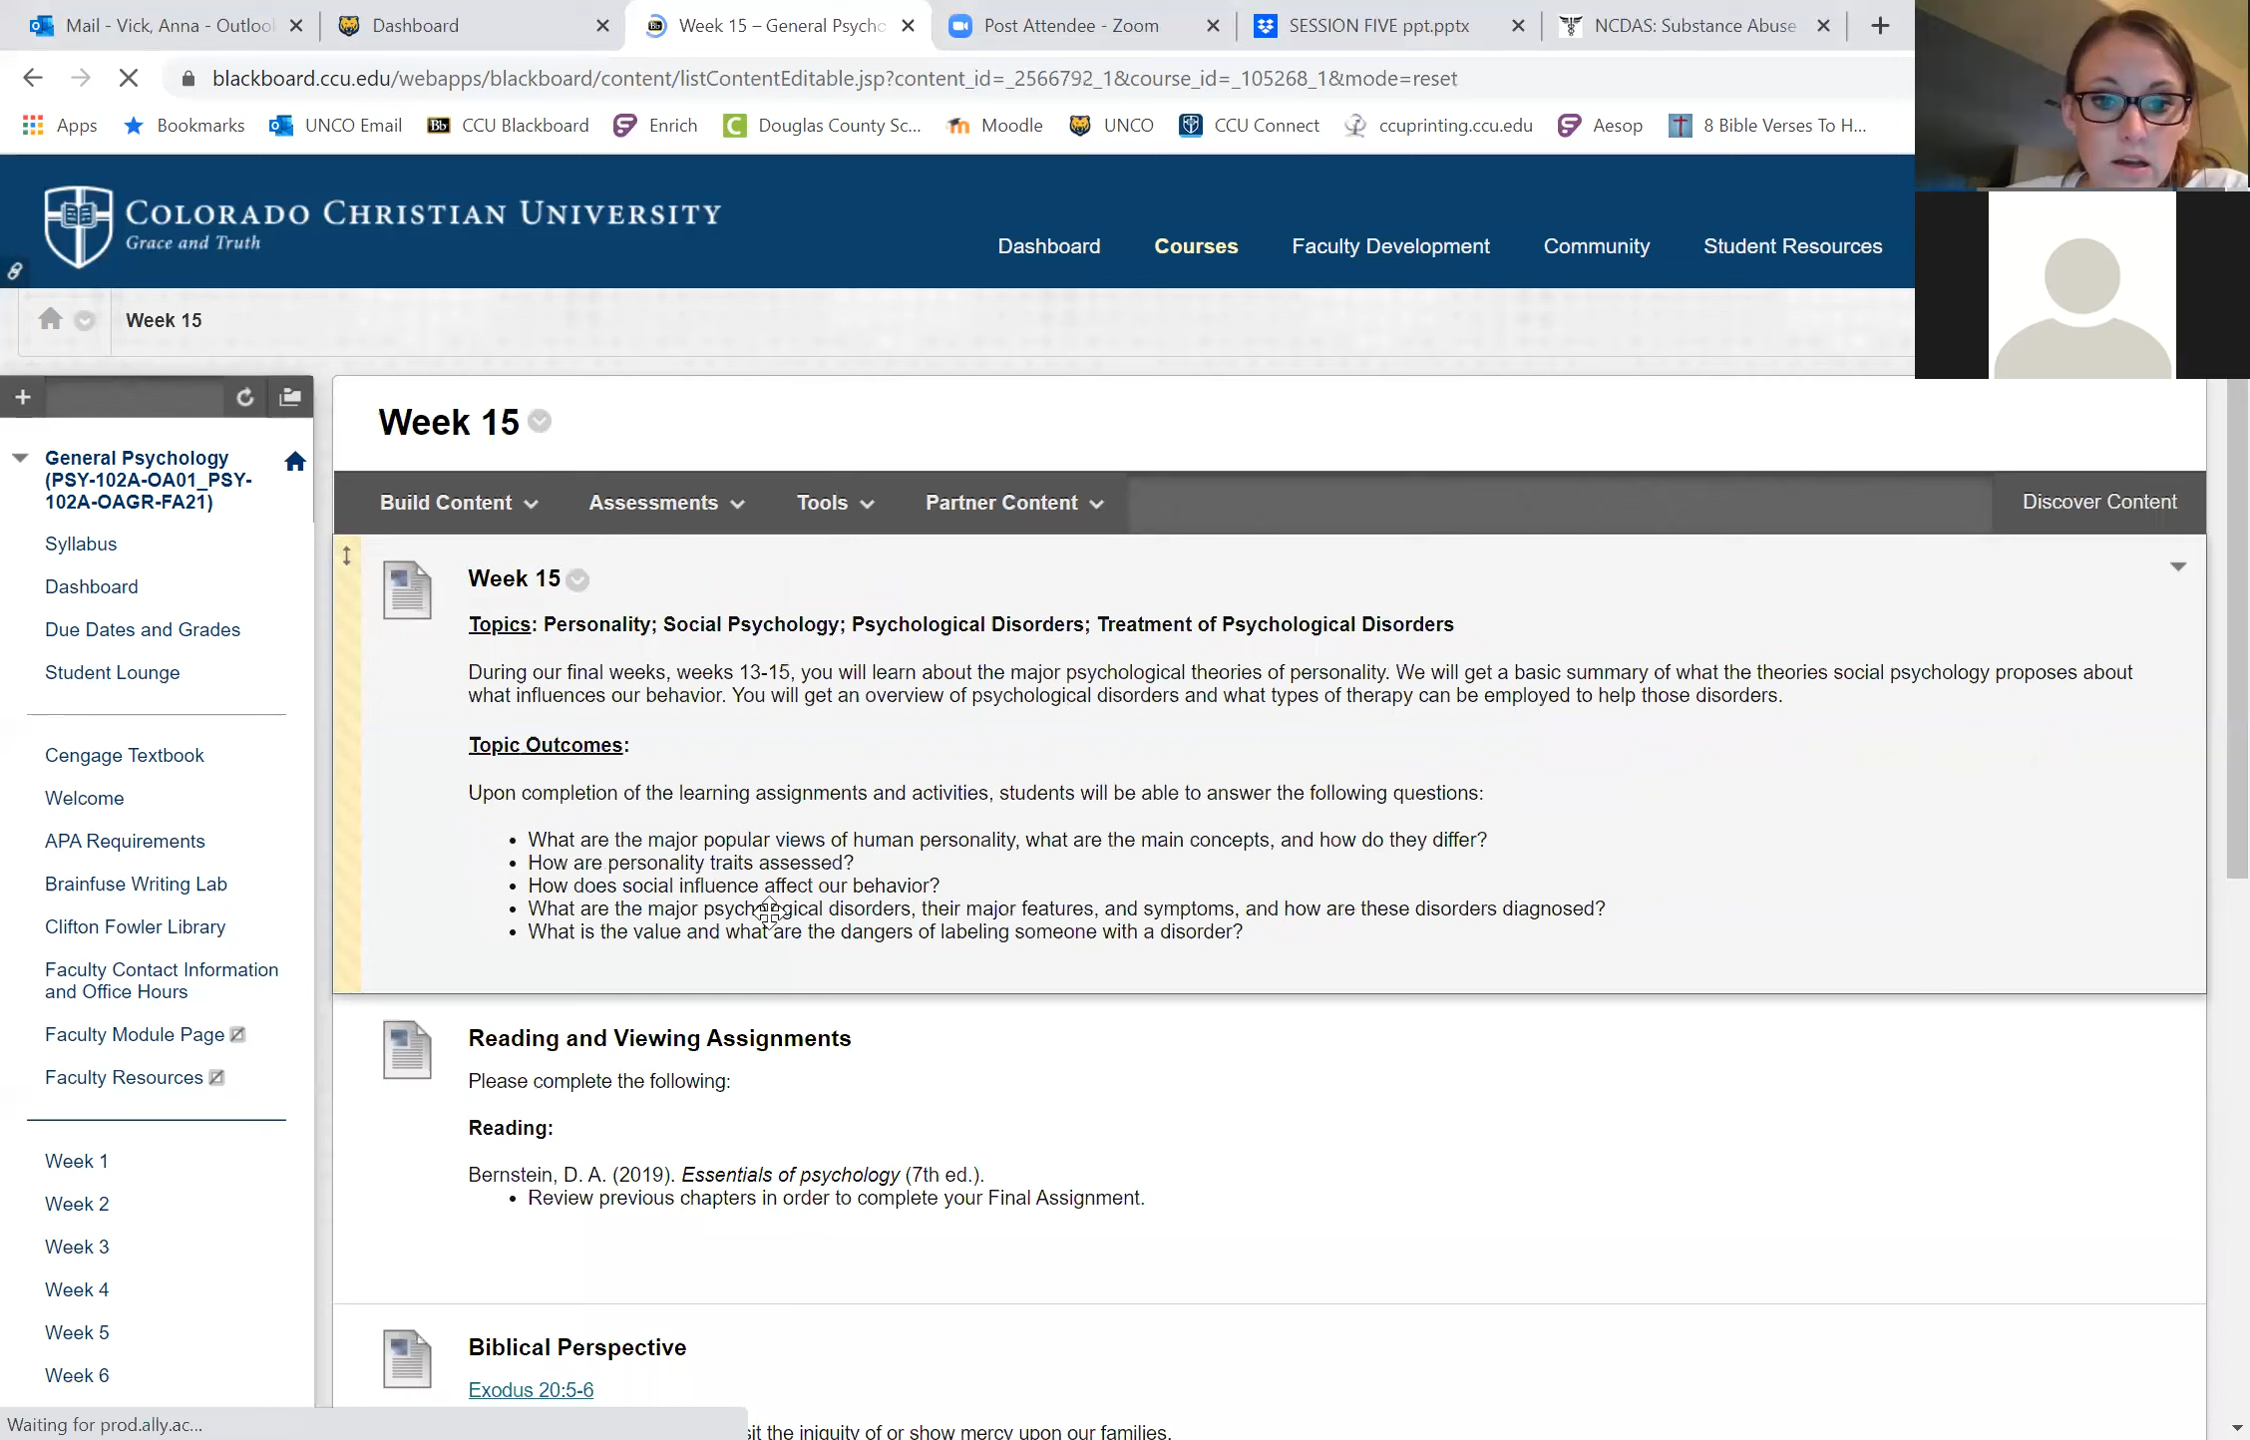 Mail - Vick, Anna - Outlook
Dashboard
Week 15 – General Psycho
Post Attendee - Zoom
SESSION FIVE ppt.pptx
NCDAS: Substance Abuse
blackboard.ccu.edu/webapps/blackboard/content/listContentEditable.jsp?content_id=_2566792_1&course_id=_105268_1&mode=reset
Apps
Bookmarks
UNCO Email
Bb CCU Blackboard
Enrich
Douglas County Sc...
Moodle
UNCO
CCU Connect
ccuprinting.ccu.edu
Aesop
8 Bible Verses To H...
COLORADO CHRISTIAN UNIVERSITY
Grace and Truth
Dashboard
Courses
Faculty Development
Community
Student Resources
Week 15
General Psychology
(PSY-102A-OA01_PSY-
102A-OAGR-FA21)
Syllabus
Dashboard
Due Dates and Grades
Student Lounge
Cengage Textbook
Welcome
APA Requirements
Brainfuse Writing Lab
Clifton Fowler Library
Faculty Contact Information
and Office Hours
Faculty Module Page
Faculty Resources
Week 1
Week 2
Week 3
Week 4
Week 5
Week 6
Week 15
Build Content
Assessments
Tools
Partner Content
Discover Content
Week 15
Topics: Personality; Social Psychology; Psychological Disorders; Treatment of Psychological Disorders
During our final weeks, weeks 13-15, you will learn about the major psychological theories of personality. We will get a basic summary of what the theories social psychology proposes about
what influences our behavior. You will get an overview of psychological disorders and what types of therapy can be employed to help those disorders.
Topic Outcomes:
Upon completion of the learning assignments and activities, students will be able to answer the following questions:
• What are the major popular views of human personality, what are the main concepts, and how do they differ?
• How are personality traits assessed?
• How does social influence affect our behavior?
• What are the major psychological disorders, their major features, and symptoms, and how are these disorders diagnosed?
• What is the value and what are the dangers of labeling someone with a disorder?
Reading and Viewing Assignments
Please complete the following:
Reading:
Bernstein, D. A. (2019). Essentials of psychology (7th ed.).
• Review previous chapters in order to complete your Final Assignment.
Biblical Perspective
Exodus 20:5-6
sit the iniquity of or show mercy upon our families.
Waiting for prod.ally.ac...